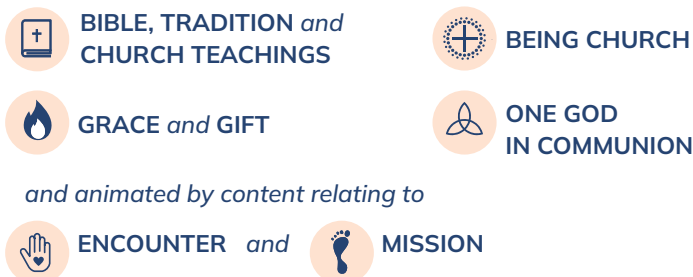 BIBLE, TRADITION and
CHURCH TEACHINGS
BEING CHURCH
GRACE and GIFT
ONE GOD
IN COMMUNION
and animated by content relating to
ENCOUNTER and MISSION